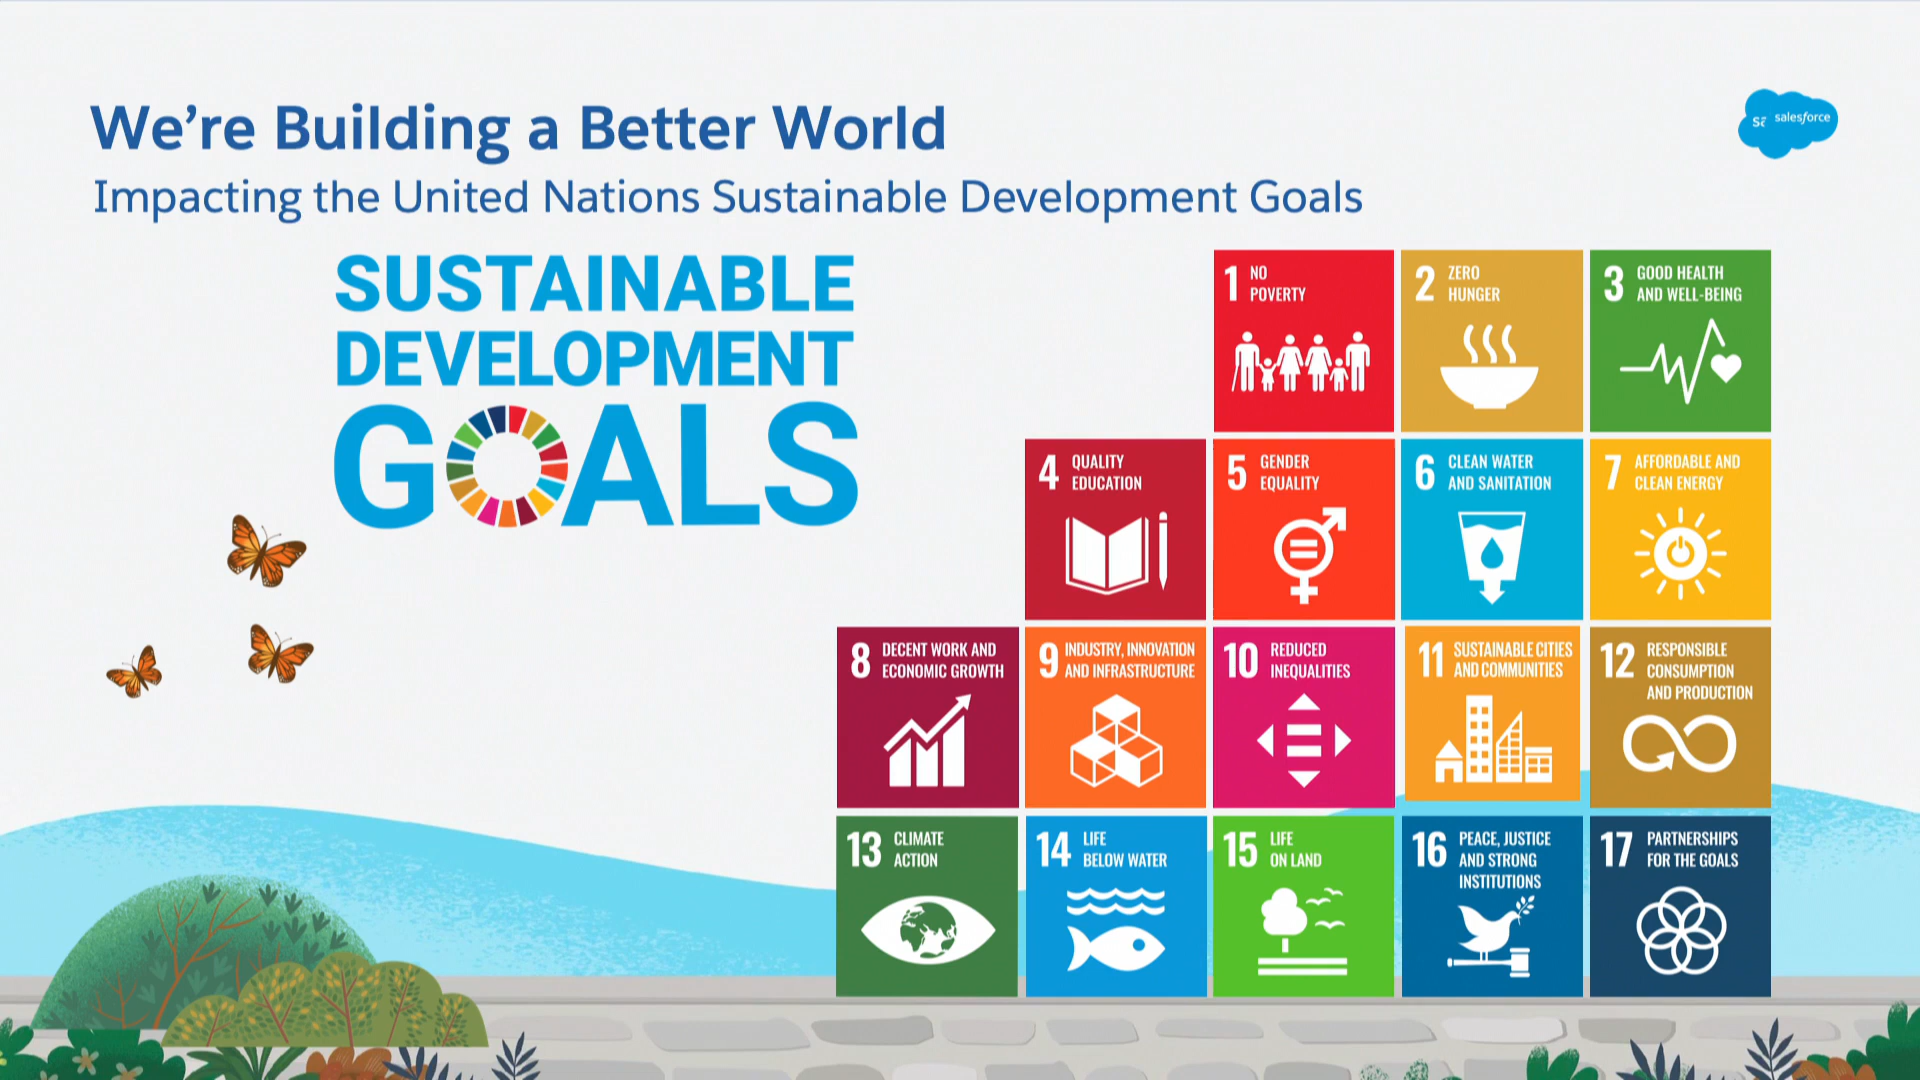 We're Building a Better World
Impacting the United Nations Sustainable Development Goals
salesforce
SUSTAINABLE
DEVELOPMENT
GOALS
1 NO
POVERTY
2 ZERO
HUNGER
3 GOOD HEALTH
AND WELL-BEING
4 QUALITY
EDUCATION
5 GENDER
EQUALITY
6 CLEAN WATER
AND SANITATION
7 AFFORDABLE AND
CLEAN ENERGY
8 DECENT WORK AND
ECONOMIC GROWTH
9 INDUSTRY, INNOVATION
AND INFRASTRUCTURE
10 REDUCED
INEQUALITIES
11 SUSTAINABLE CITIES
AND COMMUNITIES
12 RESPONSIBLE
CONSUMPTION
AND PRODUCTION
13 CLIMATE
ACTION
14 LIFE
BELOW WATER
15 LIFE
ON LAND
16 PEACE, JUSTICE
AND STRONG
INSTITUTIONS
17 PARTNERSHIPS
FOR THE GOALS